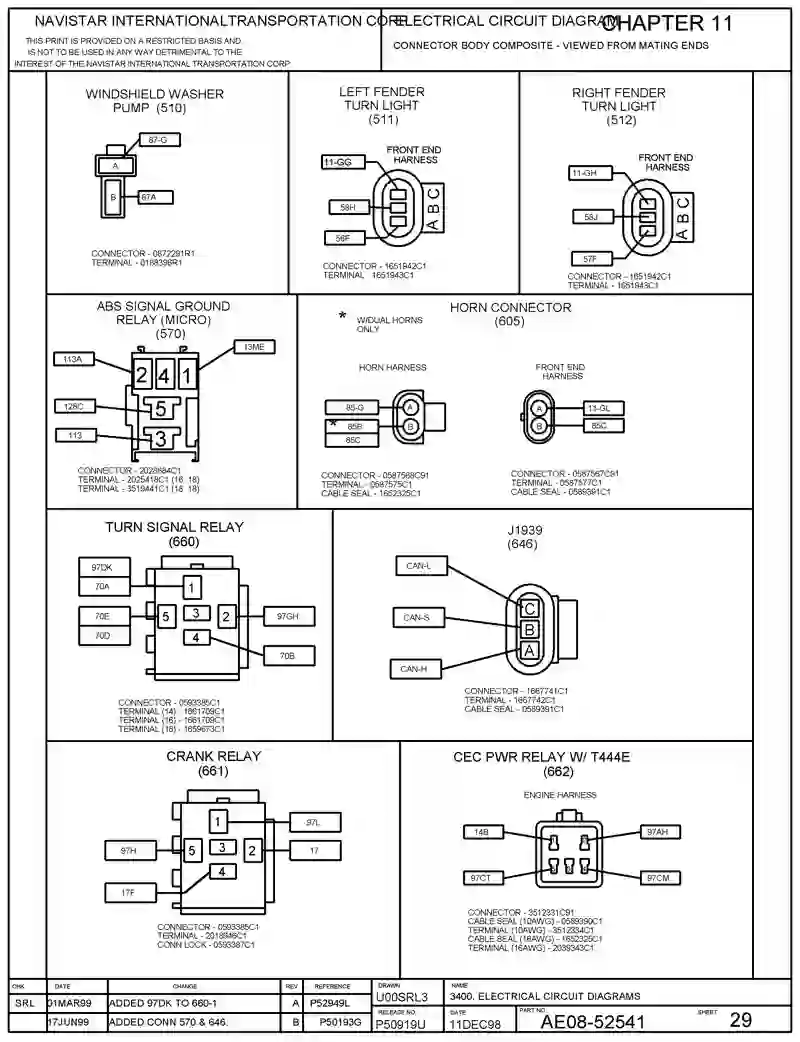 NAVISTAR INTERNATIONALTRANSPORTATION CORP
ELECTRICAL CIRCUIT DIAGRAM
CHAPTER 11
THIS PRINT IS PROVIDED ON A RESTRICTED BASIS AND
IS NOT TO BE USED IN ANY WAY DETRIMENTAL TO THE
INTEREST OF THE NAVISTAR INTERNATIONAL TRANSPORTATION CORP
CONNECTOR BODY COMPOSITE - VIEWED FROM MATING ENDS
WINDSHIELD WASHER
PUMP (510)
87-G
A
B
87A
CONNECTOR - 0872291R1
TERMINAL - 0188398R1
LEFT FENDER
TURN LIGHT
(511)
FRONT END
HARNESS
11-GG
58H
56F
A B C
CONNECTOR - 1651942C1
TERMINAL 1651943C1
RIGHT FENDER
TURN LIGHT
(512)
FRONT END
HARNESS
11-GH
58J
57F
A B C
CONNECTOR - 1651942C1
TERMINAL - 1651943C1
ABS SIGNAL GROUND
RELAY (MICRO)
(570)
113A
13ME
2 4 1
128C
5
113
3
CONNECTOR - 2028684C1
TERMINAL - 2025418C1 (16 18)
TERMINAL - 3519441C1 (16 18)
* W/DUAL HORNS
ONLY
HORN CONNECTOR
(605)
HORN HARNESS
85-G
A
* 85B
B
85C
CONNECTOR - 0587568C91
TERMINAL - 0587575C1
CABLE SEAL - 1652325C1
FRONT END
HARNESS
A
11-GL
B
85C
CONNECTOR - 0587567C91
TERMINAL - 0587577C1
CABLE SEAL - 0589391C1
TURN SIGNAL RELAY
(660)
97DK
70A
1
70E
5
3
2
97GH
70D
4
70B
CONNECTOR - 0593385C1
TERMINAL (14) - 1661709C1
TERMINAL (16) - 1661709C1
TERMINAL (18) - 1659673C1
J1939
(646)
CAN-L
C
CAN-S
B
CAN-H
A
CONNECTOR - 1667741C1
TERMINAL - 1667742C1
CABLE SEAL - 0589391C1
CRANK RELAY
(661)
1
97L
97H
5
3
2
17
4
17F
CONNECTOR - 0593385C1
TERMINAL - 2018946C1
CONN LOCK - 0593387C1
CEC PWR RELAY W/ T444E
(662)
ENGINE HARNESS
14B
97AH
97CT
97CM
CONNECTOR - 3512331C91
CABLE SEAL (10AWG) - 0589390C1
TERMINAL (10AWG) - 3512334C1
CABLE SEAL (16AWG) - 1652325C1
TERMINAL (16AWG) - 2039343C1
CHK DATE CHANGE REV REFERENCE
SRL 01MAR99 ADDED 97DK TO 660-1 A P52949L
17JUN99 ADDED CONN 570 & 646. B P50193G
DRAWN
U00SRL3
NAME
3400. ELECTRICAL CIRCUIT DIAGRAMS
RELEASE NO.
P50919U
DATE
11DEC98
PART NO.
AE08-52541
SHEET
29